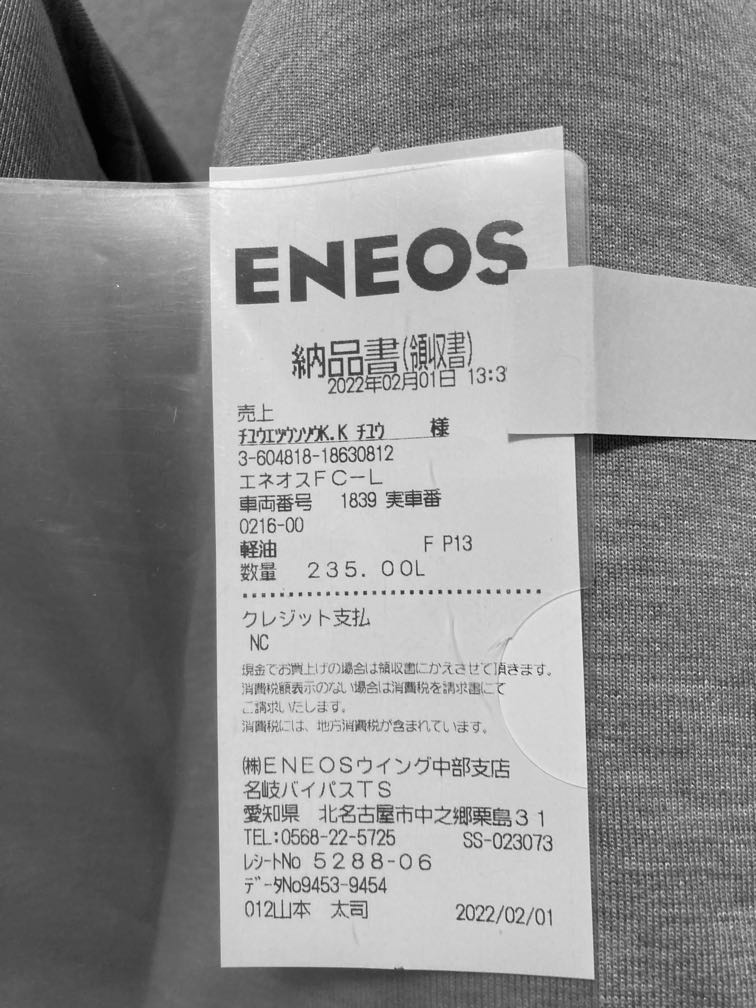 ENEOS
納品書(領収書)
2022年02月01日 13:3
売上
ﾁﾕｳｴﾂｳﾝｿｳK.K ﾁﾕｳ 様
3-604818-18630812
エネオスFC-L
車両番号 1839 実車番
0216-00
軽油 F P13
数量 235.00L
クレジット支払
NC
現金でお買上げの場合は領収書にかえさせて頂きます。
消費税額表示のない場合は消費税を請求書にて
ご請求いたします。
消費税には、地方消費税が含まれています。
㈱ENEOSウイング中部支店
名岐バイパスTS
愛知県 北名古屋市中之郷栗島31
TEL:0568-22-5725 SS-023073
ﾚｼｰﾄNo 5288-06
ﾃﾞｰﾀNo9453-9454
012山本 太司 2022/02/01